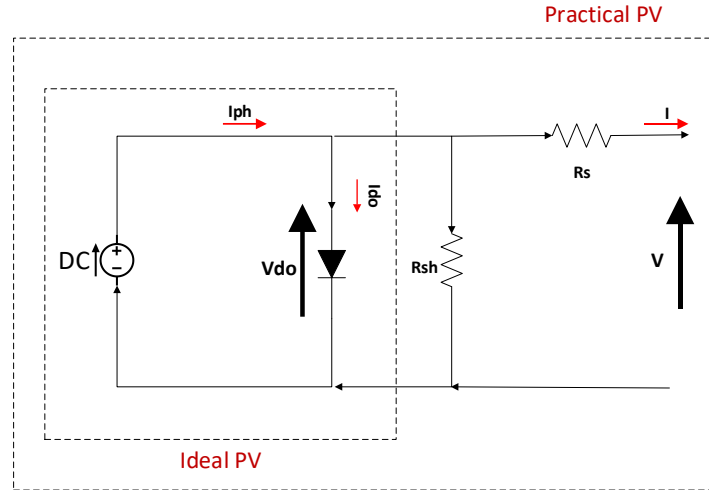 Practical PV
Iph
I
Rs
Ido
DC
+
−
Vdo
Rsh
V
Ideal PV